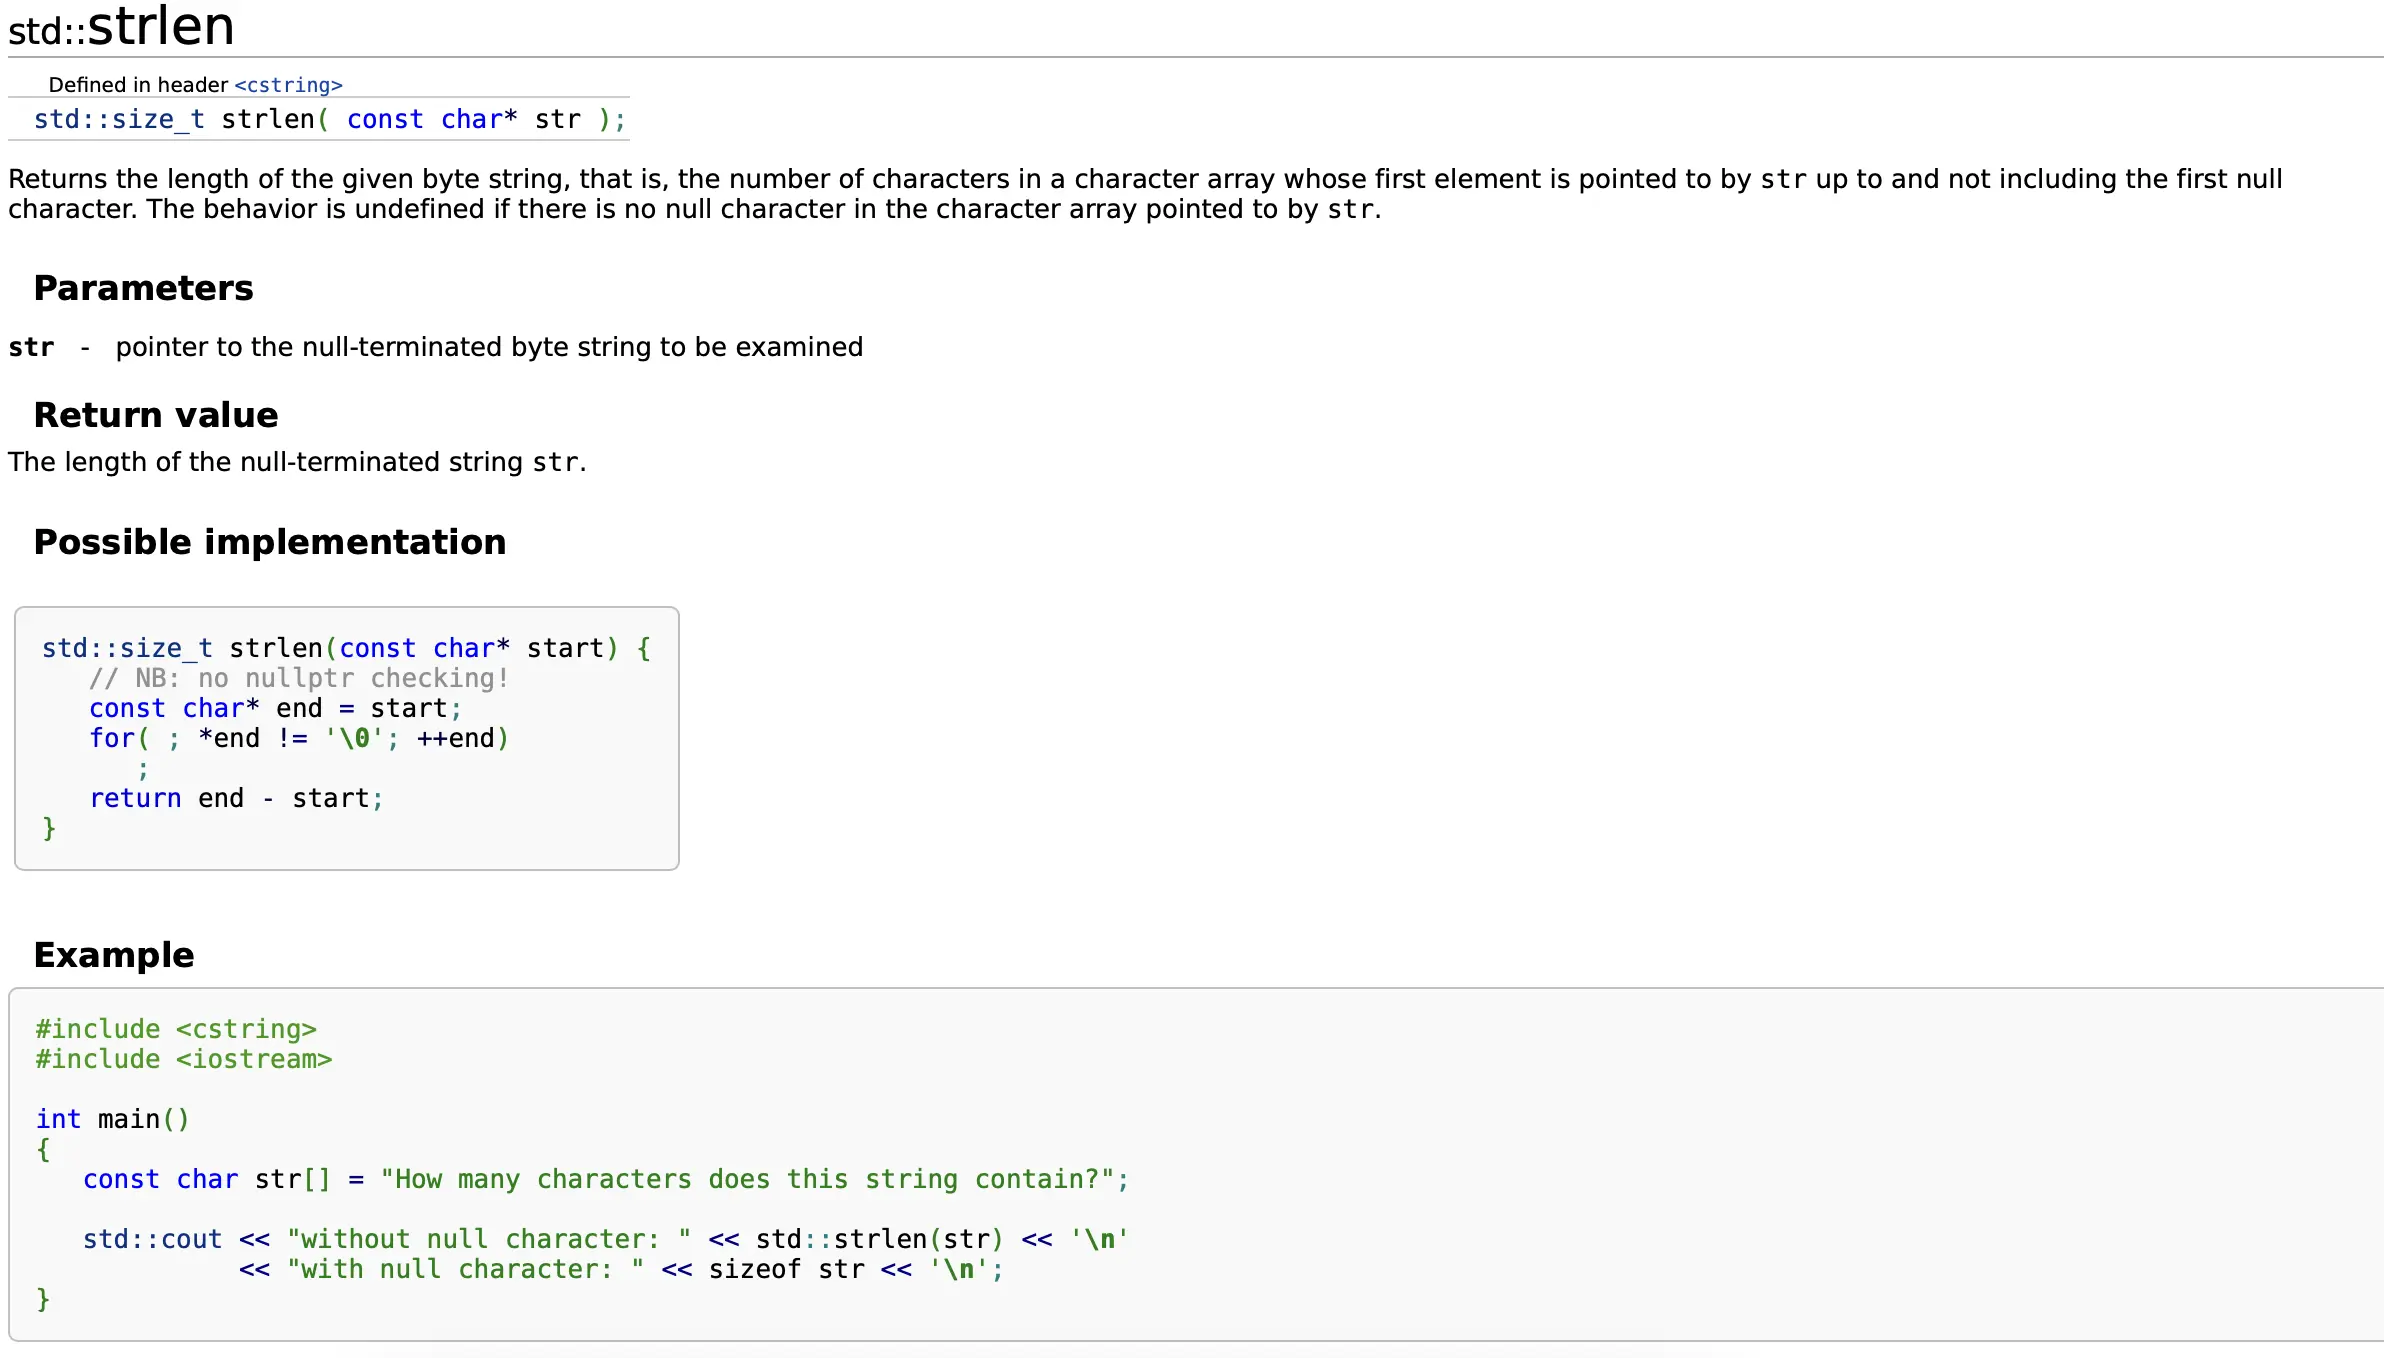 std::strlen
Defined in header <cstring>
std::size_t strlen( const char* str );
Returns the length of the given byte string, that is, the number of characters in a character array whose first element is pointed to by str up to and not including the first null
character. The behavior is undefined if there is no null character in the character array pointed to by str.
Parameters
str - pointer to the null-terminated byte string to be examined
Return value
The length of the null-terminated string str.
Possible implementation
std::size_t strlen(const char* start) {
   // NB: no nullptr checking!
   const char* end = start;
   for( ; *end != '\0'; ++end)
      ;
   return end - start;
}
Example
#include <cstring>
#include <iostream>
int main()
{
   const char str[] = "How many characters does this string contain?";
   std::cout << "without null character: " << std::strlen(str) << '\n'
             << "with null character: " << sizeof str << '\n';
}